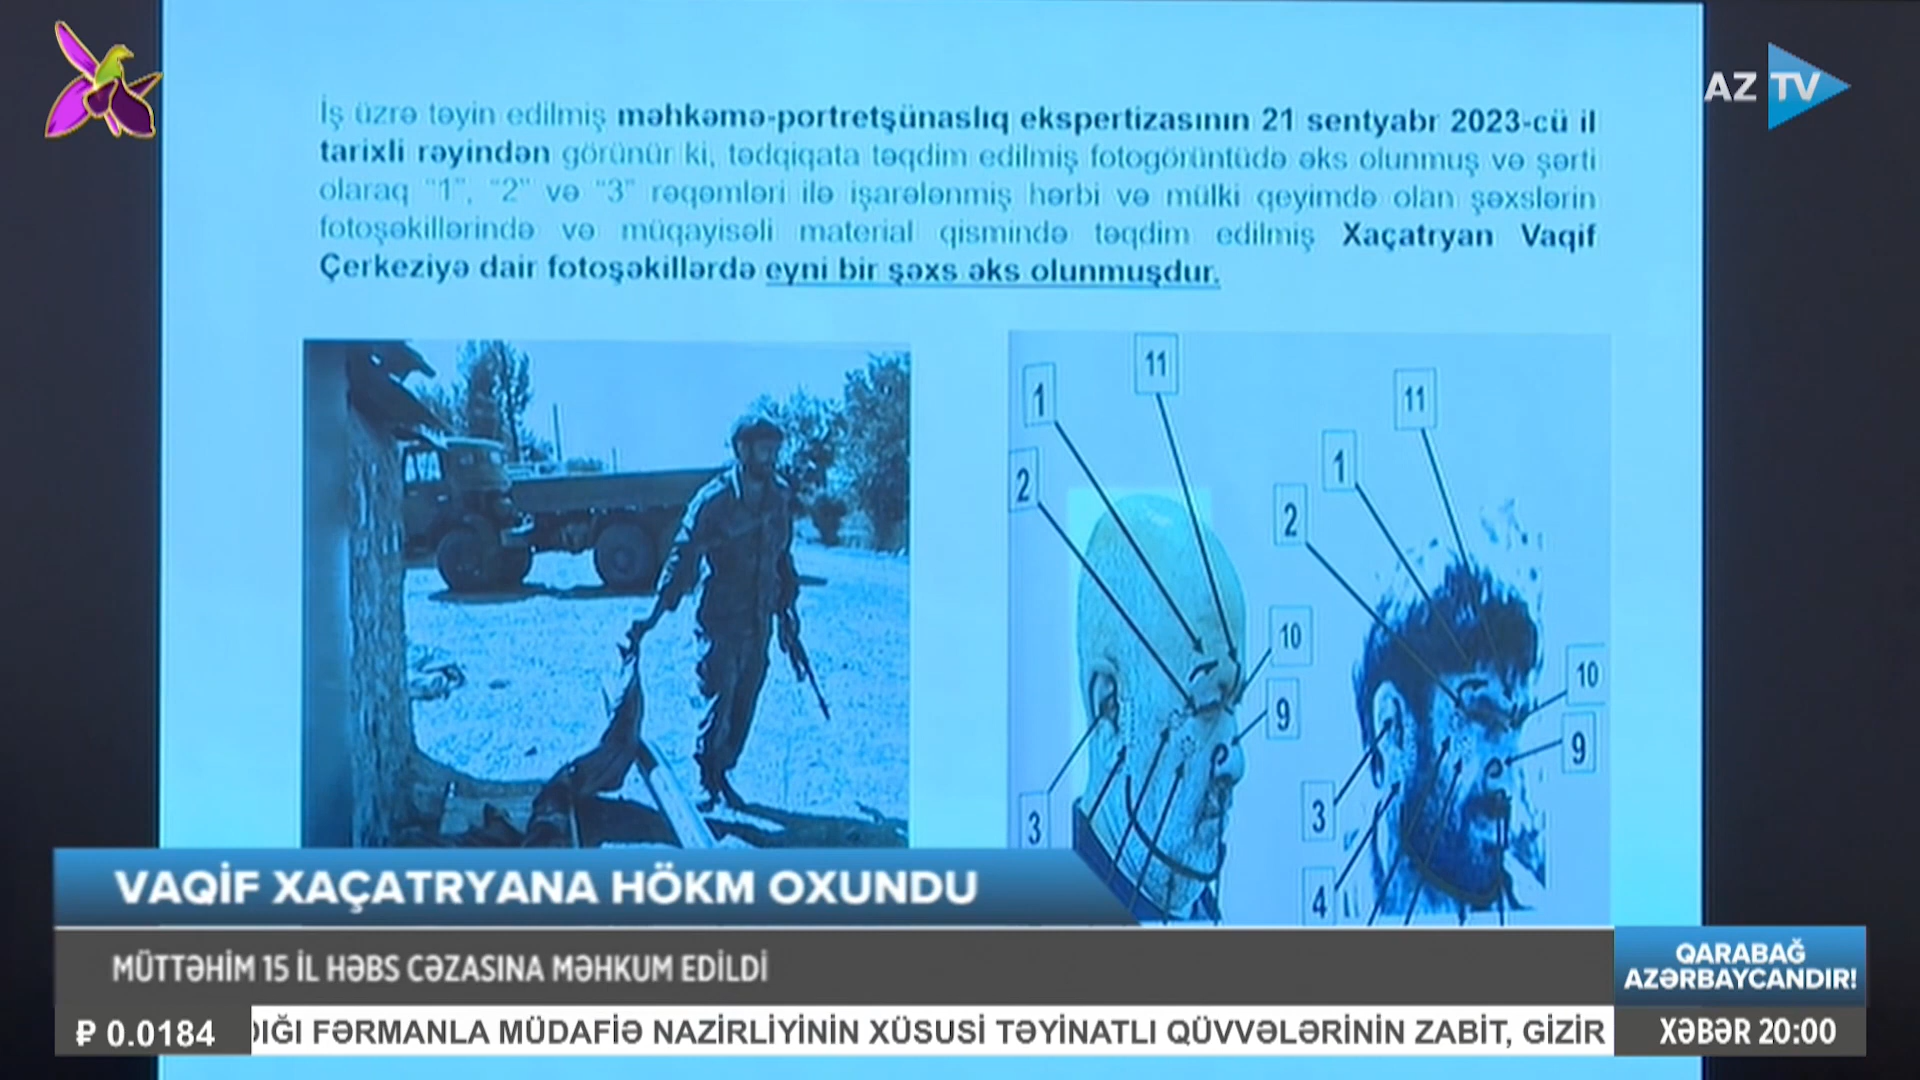 AZ TV
İş üzrə təyin edilmiş məhkəmə-portretşünaslıq ekspertizasının 21 sentyabr 2023-cü il
tarixli rəyindən görünür ki, tədqiqata təqdim edilmiş fotogörüntüdə əks olunmuş və şərti
olaraq “1”, “2” və “3” rəqəmləri ilə işarələnmiş hərbi və mülki qeyimdə olan şəxslərin
fotoşəkillərində və müqayisəli material qismində təqdim edilmiş Xaçatryan Vaqif
Çerkeziyə dair fotoşəkillərdə eyni bir şəxs əks olunmuşdur.
11
1
2
10
9
3
11
1
2
10
9
3
4
VAQİF XAÇATRYANA HÖKM OXUNDU
MÜTTƏHİM 15 İL HƏBS CƏZASINA MƏHKUM EDİLDİ
QARABAĞ
AZƏRBAYCANDIR!
₽ 0.0184
DIĞI FƏRMANLA MÜDAFİƏ NAZİRLİYİNİN XÜSUSİ TƏYİNATLI QÜVVƏLƏRİNİN ZABİT, GİZİR
XƏBƏR 20:00